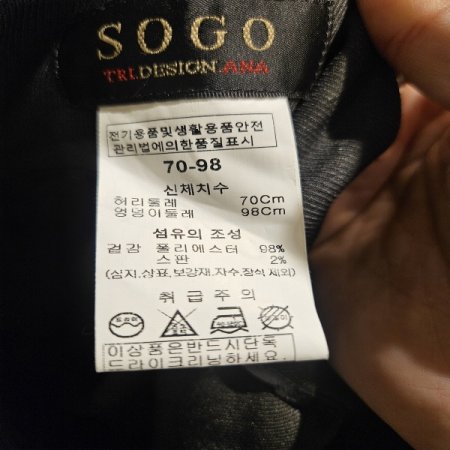 SOGO
TRI.DESIGN.ANA
전기용품및생활용품안전
관리법에의한품질표시
70-98
신체치수
허리둘레 70Cm
엉덩이둘레 98Cm
섬유의 조성
겉감 폴리에스터 98%
스판 2%
(심지,상표,보강재,자수,장식 제외)
취급주의
이상품은반드시단독
드라이크리닝하세요.